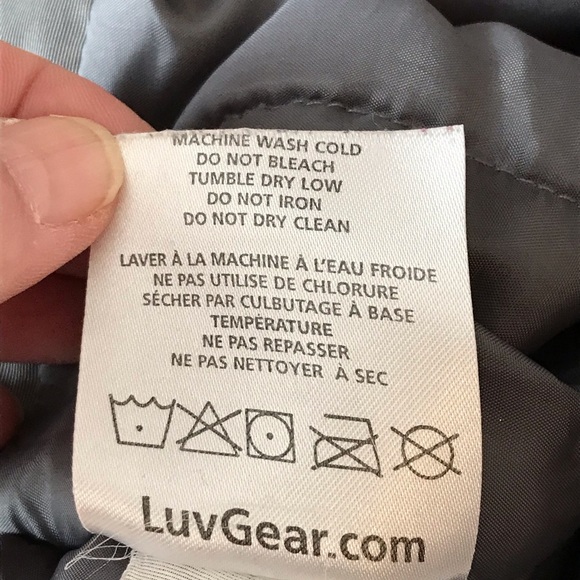 MACHINE WASH COLD
DO NOT BLEACH
TUMBLE DRY LOW
DO NOT IRON
DO NOT DRY CLEAN
LAVER À LA MACHINE À L'EAU FROIDE
NE PAS UTILISE DE CHLORURE
SÉCHER PAR CULBUTAGE À BASE
TEMPÉRATURE
NE PAS REPASSER
NE PAS NETTOYER À SEC
LuvGear.com